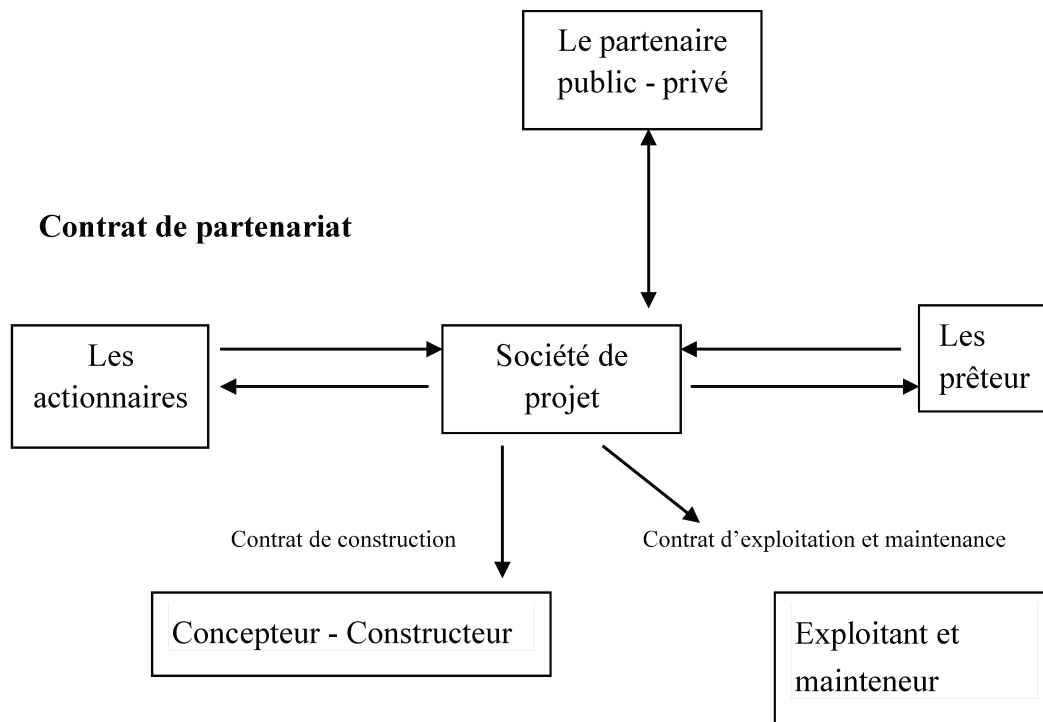 Le partenaire
public - privé
Contrat de partenariat
Les
actionnaires
Société de
projet
Les
prêteur
Contrat de construction
Contrat d’exploitation et maintenance
Concepteur - Constructeur
Exploitant et
mainteneur